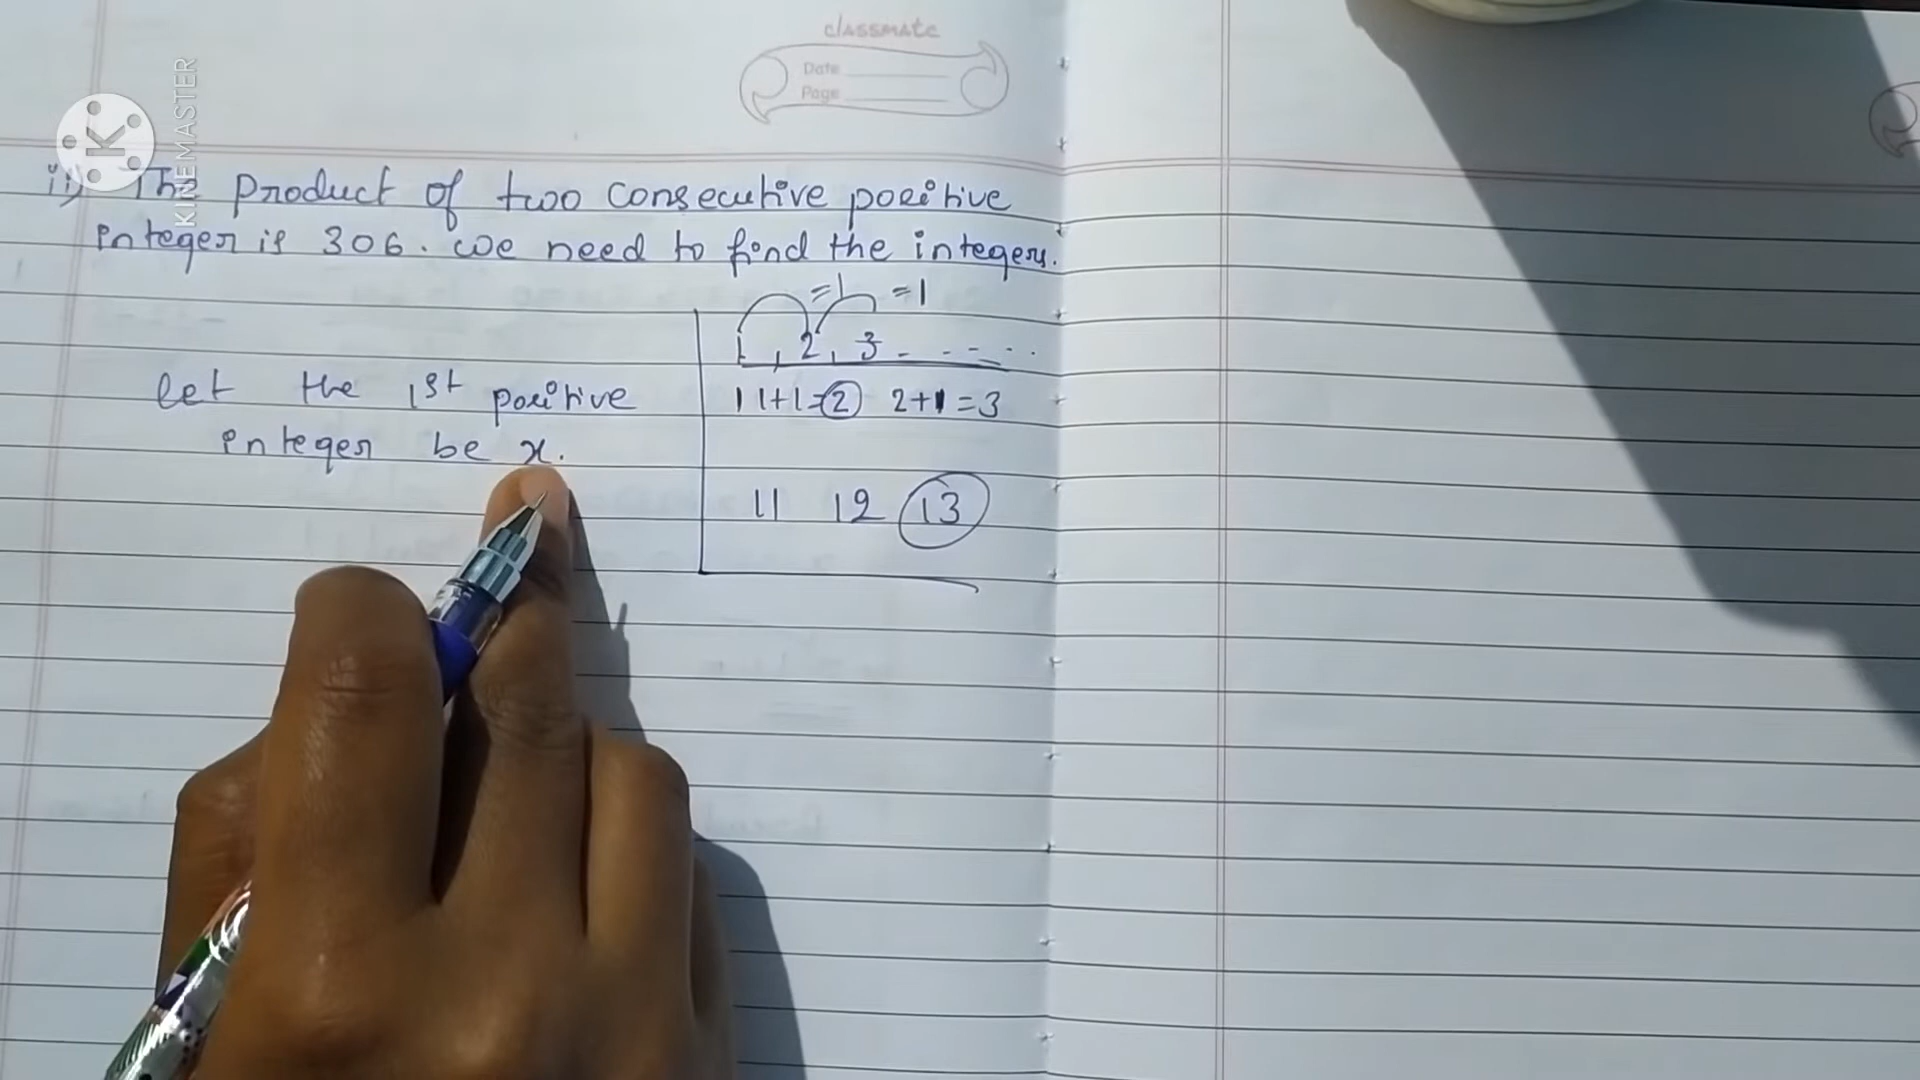 classmate
Date
Page
KINEMASTER
ii) The product of two consecutive positive
integer is 306. we need to find the integers.
=1 =1
1, 2, 3 - - - - - .
let the 1st positive
1 1+1=2 2+1=3
integer be x.
11 12 13